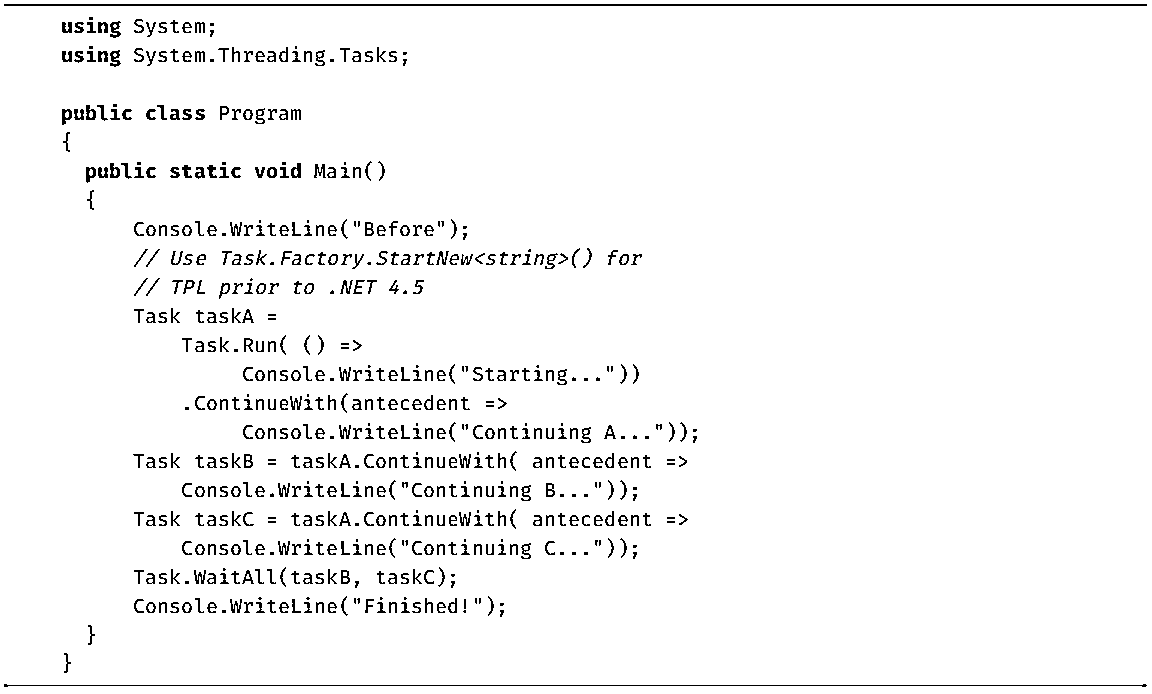 using System;
using System.Threading.Tasks;

public class Program
{
  public static void Main()
  {
      Console.WriteLine("Before");
      // Use Task.Factory.StartNew<string>() for
      // TPL prior to .NET 4.5
      Task taskA =
          Task.Run( () =>
               Console.WriteLine("Starting..."))
          .ContinueWith(antecedent =>
               Console.WriteLine("Continuing A..."));
      Task taskB = taskA.ContinueWith( antecedent =>
          Console.WriteLine("Continuing B..."));
      Task taskC = taskA.ContinueWith( antecedent =>
          Console.WriteLine("Continuing C..."));
      Task.WaitAll(taskB, taskC);
      Console.WriteLine("Finished!");
  }
}